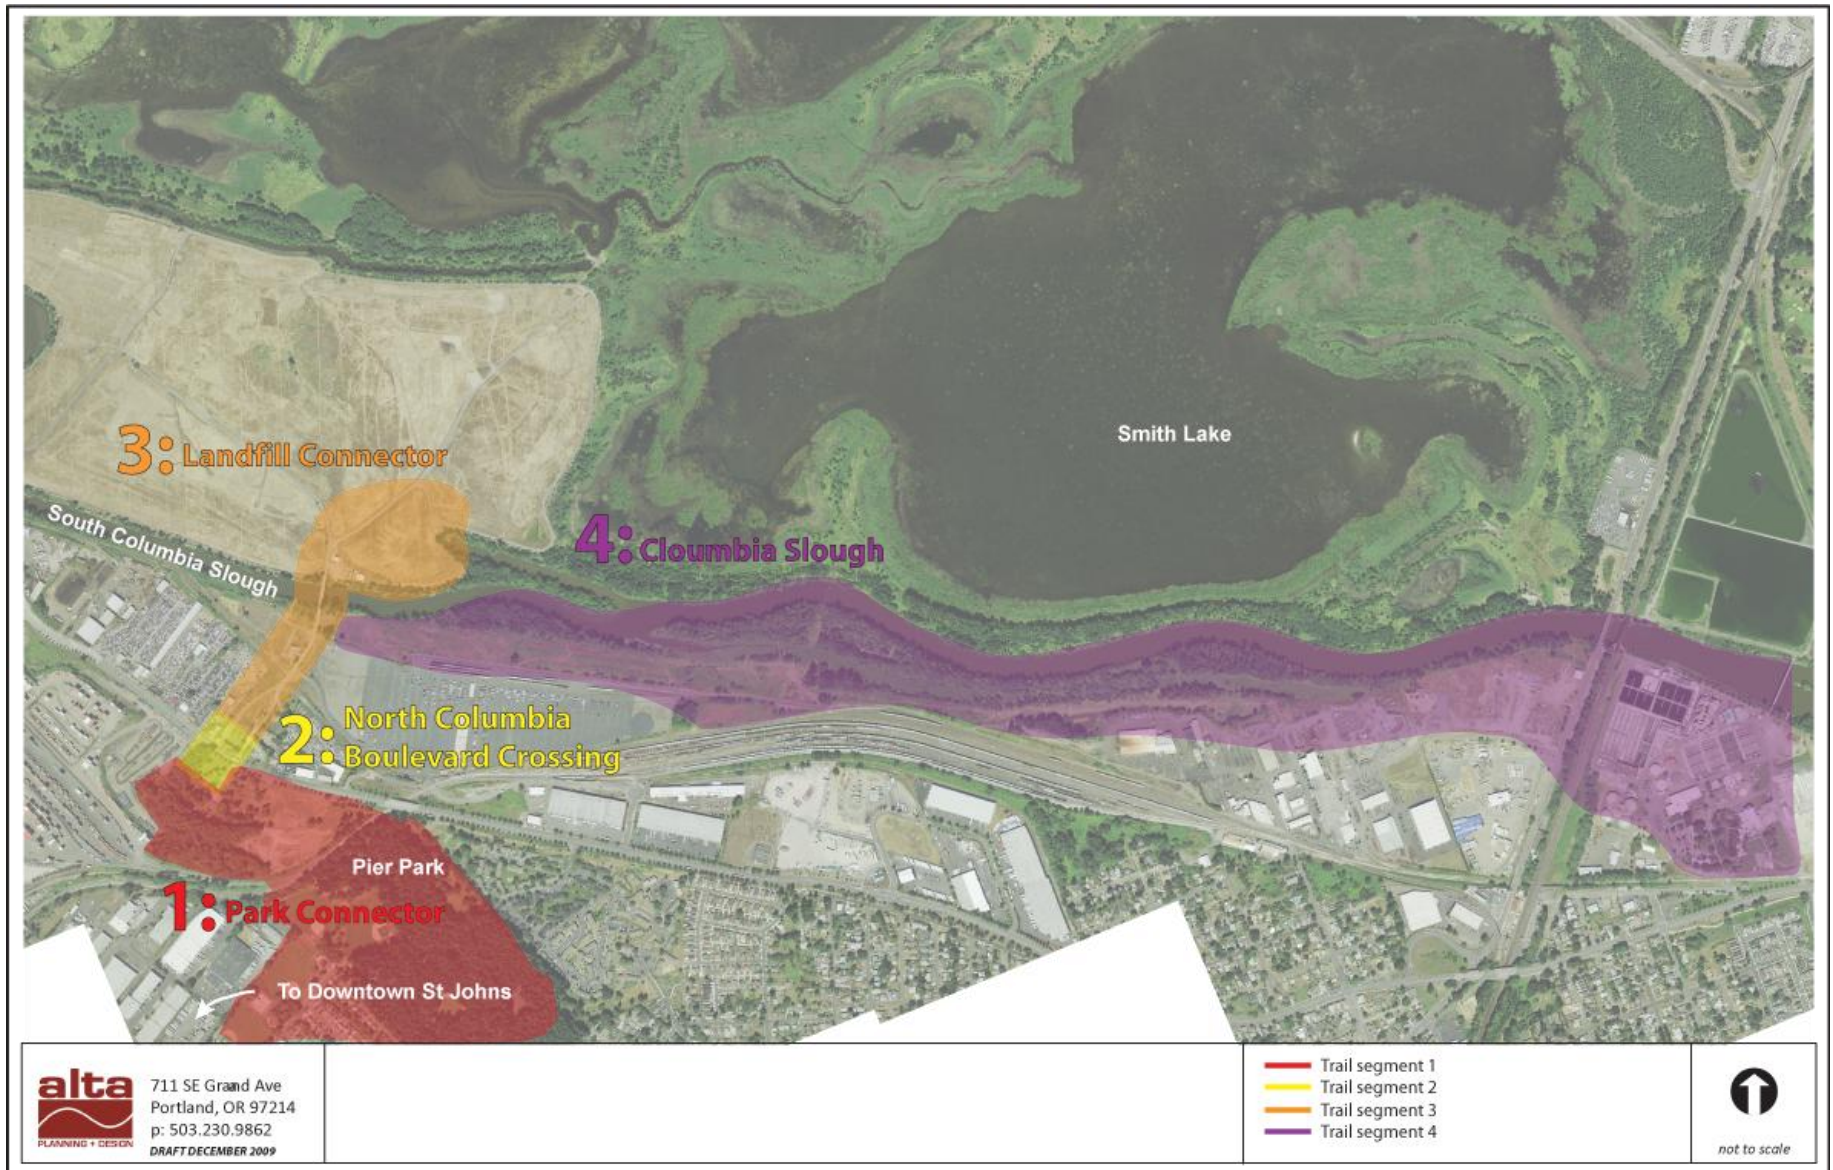 Smith Lake
3: Landfill Connector
South Columbia Slough
4: Cloumbia Slough
2: North Columbia
Boulevard Crossing
Pier Park
1: Park Connector
To Downtown St Johns
alta
PLANNING + DESIGN
711 SE Graand Ave
Portland, OR 97214
p: 503.230.9862
DRAFT DECEMBER 2009
Trail segment 1
Trail segment 2
Trail segment 3
Trail segment 4
not to scale